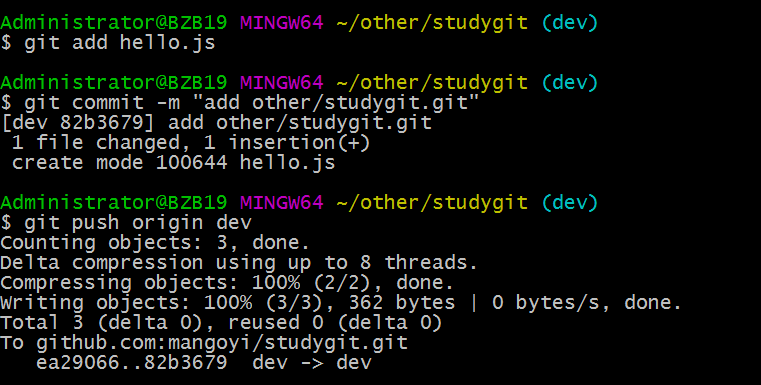 Administrator@BZB19 MINGW64 ~/other/studygit (dev)
$ git add hello.js
Administrator@BZB19 MINGW64 ~/other/studygit (dev)
$ git commit -m "add other/studygit.git"
[dev 82b3679] add other/studygit.git
 1 file changed, 1 insertion(+)
 create mode 100644 hello.js
Administrator@BZB19 MINGW64 ~/other/studygit (dev)
$ git push origin dev
Counting objects: 3, done.
Delta compression using up to 8 threads.
Compressing objects: 100% (2/2), done.
Writing objects: 100% (3/3), 362 bytes | 0 bytes/s, done.
Total 3 (delta 0), reused 0 (delta 0)
To github.com:mangoyi/studygit.git
   ea29066..82b3679  dev -> dev